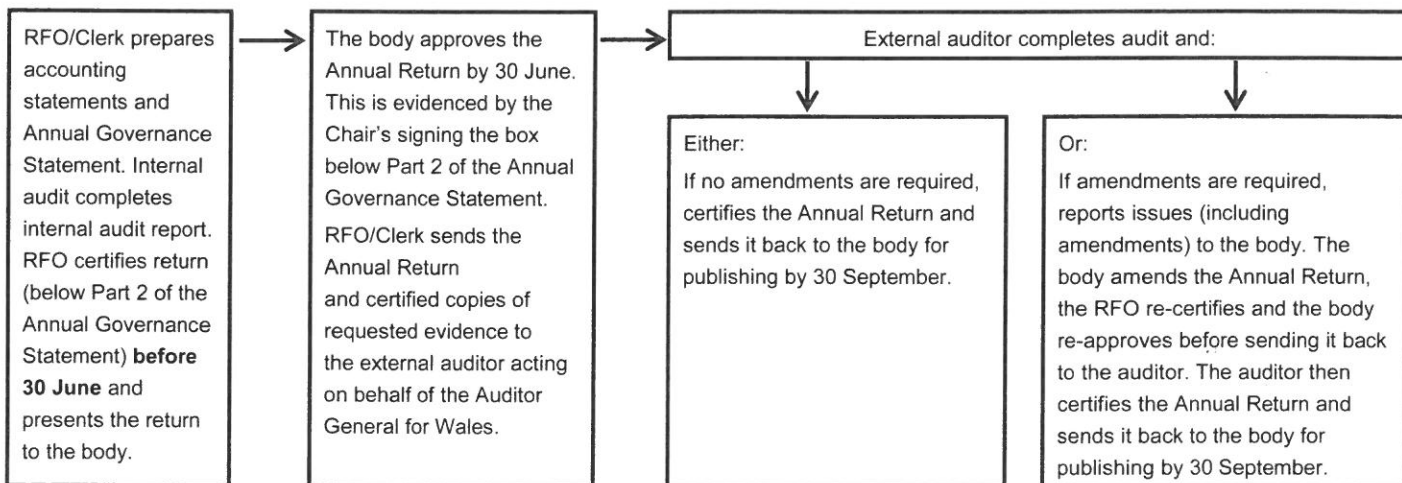 RFO/Clerk prepares
accounting
statements and
Annual Governance
Statement. Internal
audit completes
internal audit report.
RFO certifies return
(below Part 2 of the
Annual Governance
Statement) before
30 June and
presents the return
to the body.
The body approves the
Annual Return by 30 June.
This is evidenced by the
Chair's signing the box
below Part 2 of the Annual
Governance Statement.
RFO/Clerk sends the
Annual Return
and certified copies of
requested evidence to
the external auditor acting
on behalf of the Auditor
General for Wales.
External auditor completes audit and:
Either:
If no amendments are required,
certifies the Annual Return and
sends it back to the body for
publishing by 30 September.
Or:
If amendments are required,
reports issues (including
amendments) to the body. The
body amends the Annual Return,
the RFO re-certifies and the body
re-approves before sending it back
to the auditor. The auditor then
certifies the Annual Return and
sends it back to the body for
publishing by 30 September.